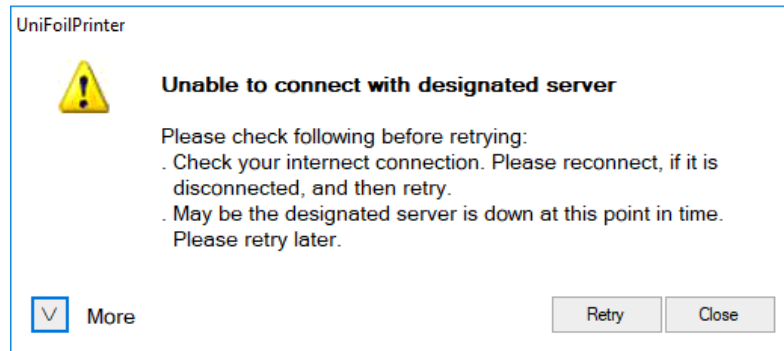 UniFoilPrinter
Unable to connect with designated server
Please check following before retrying:
. Check your internect connection. Please reconnect, if it is
disconnected, and then retry.
. May be the designated server is down at this point in time.
Please retry later.
V More
Retry Close